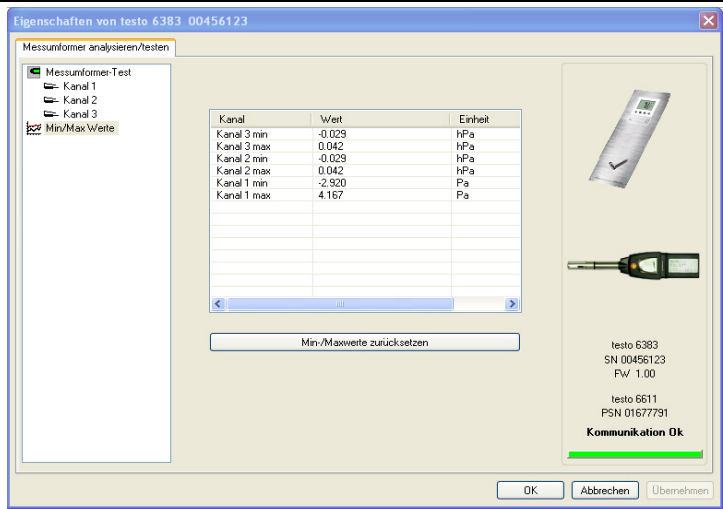 Eigenschaften von testo 6383 00456123
Messumformer analysieren/testen
Messumformer-Test
Kanal 1
Kanal 2
Kanal 3
Min/Max Werte
Kanal Wert Einheit
Kanal 3 min -0.029 hPa
Kanal 3 max 0.042 hPa
Kanal 2 min -0.029 hPa
Kanal 2 max 0.042 hPa
Kanal 1 min -2.920 Pa
Kanal 1 max 4.167 Pa
Min-/Maxwerte zurücksetzen
testo 6383
SN 00456123
FW 1.00
testo 6611
PSN 01677791
Kommunikation Ok
OK Abbrechen Übernehmen